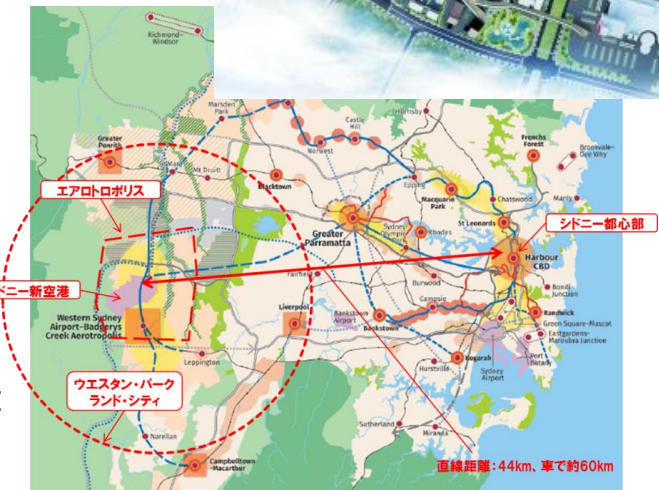 Richmond-
Windsor
Marsden
Park
Hornsby
Castle
Hill
Norwest
Frenchs
Forest
Brookvale-
Dee Why
Greater
Penrith
St Marys
Mt Druitt
Blacktown
Epping
Macquarie
Park
Chatswood
Manly
エアロトロポリス
St Leonards
シドニー都心部
Greater
Parramatta
Sydney
Olympic
Park
Rhodes
Harbour
CBD
ドニー新空港
Fairfield
Burwood
Bondi
Junction
Western Sydney
Airport-Badgerys
Creek Aerotropolis
Liverpool
Bankstown
Airport
Bankstown
Campsie
Randwick
Green Square-Mascot
Eastgardens-
Maroubra Junction
Leppington
Kogarah
Hurstville
Sydney
Airport
Port
Botany
ウエスタン・パーク
ランド・シティ
Narellan
Sutherland
Miranda
Campbelltown
-Macarthur
直線距離：44km、車で約60km